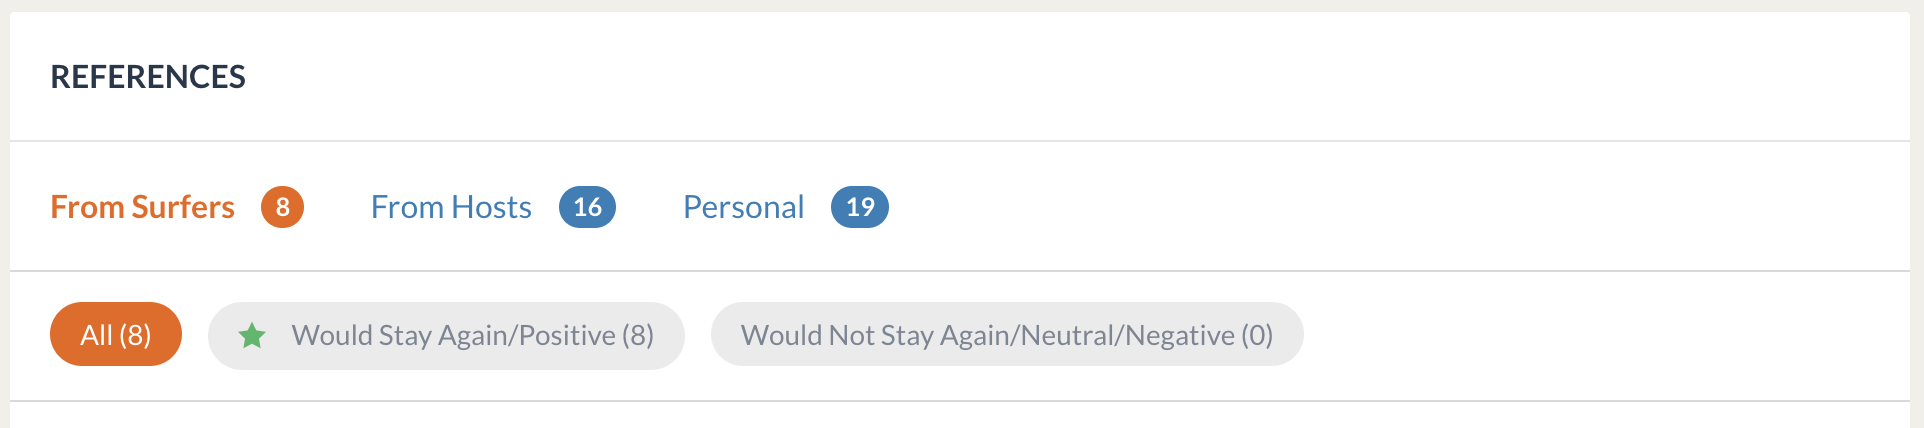 REFERENCES
From Surfers 8 From Hosts 16 Personal 19
All (8) Would Stay Again/Positive (8) Would Not Stay Again/Neutral/Negative (0)